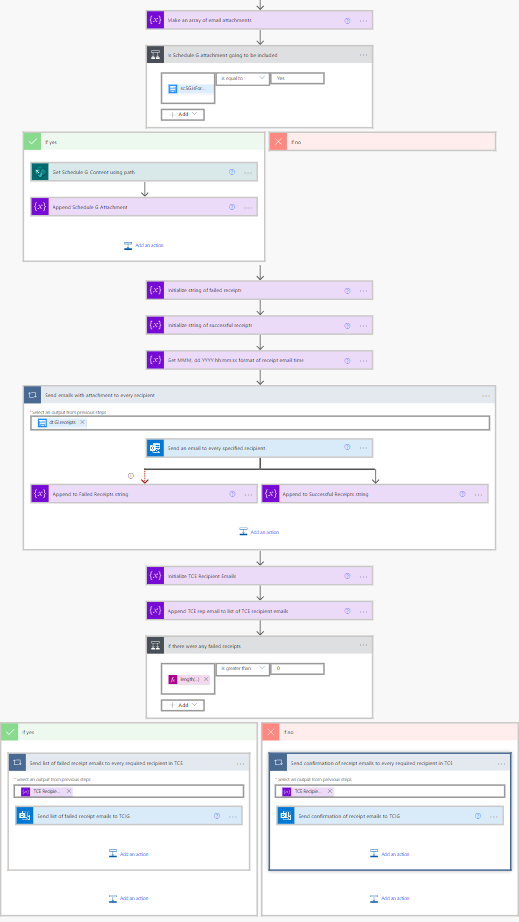 Make an array of email attachments
Is Schedule G attachment going to be included
is equal to
Yes
Add
If yes
If no
Get Schedule G Content using path
Append Schedule G Attachment
Add an action
Initialize string of failed receipts
Initialize string of successful receipts
Get MMM, dd YYYY hh:mm:ss format of receipt email time
Send emails with attachment to every recipient
*Select an output from previous steps
Send an email to every specified recipient
Append to Failed Receipts string
Append to Successful Receipts string
Add an action
Initialize TCE Recipient Emails
Append TCE rep email to list of TCE recipient emails
If there were any failed receipts
length(...)
is greater than
0
Add
If yes
If no
Send list of failed receipt emails to every required recipient in TCE
Send confirmation of receipt emails to every required recipient in TCE
*Select an output from previous steps
*Select an output from previous steps
TCE Recipie...
TCE Recipie...
Send list of failed receipt emails to TCIG
Send confirmation of receipt emails to TCIG
Add an action
Add an action
Add an action
Add an action